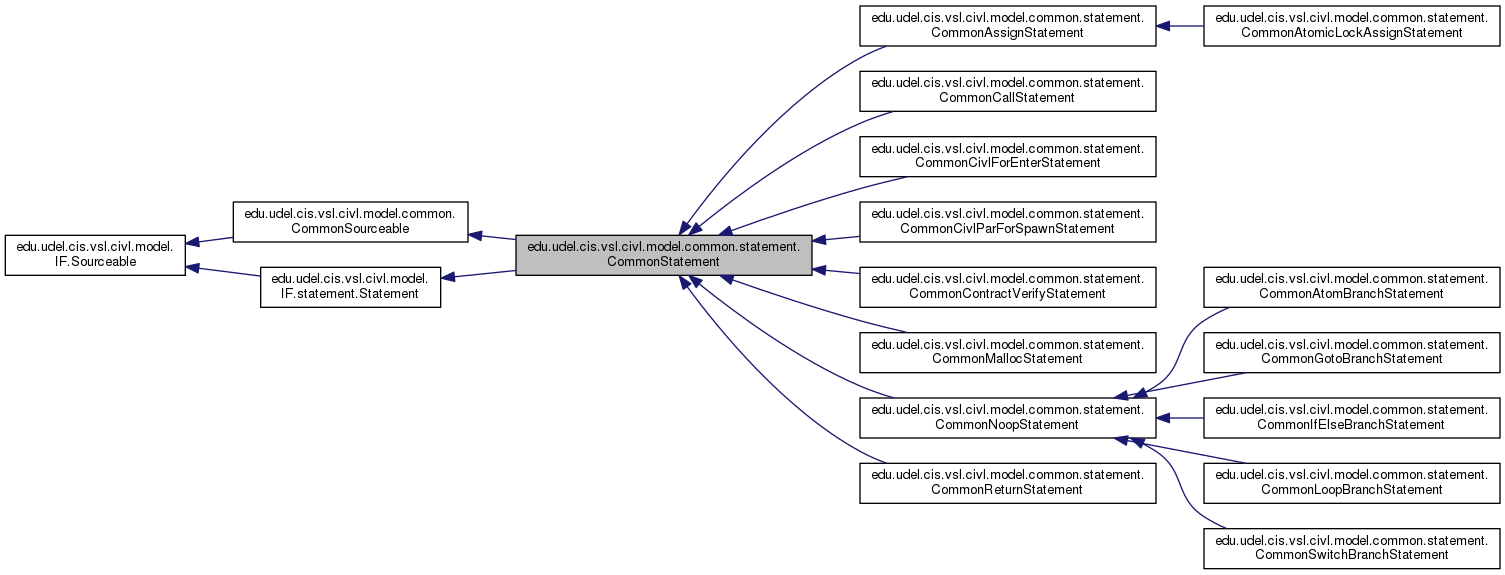 edu.udel.cis.vsl.civl.model.
IF.Sourceable
edu.udel.cis.vsl.civl.model.common.
CommonSourceable
edu.udel.cis.vsl.civl.model.
IF.statement.Statement
edu.udel.cis.vsl.civl.model.common.statement.
CommonStatement
edu.udel.cis.vsl.civl.model.common.statement.
CommonAssignStatement
edu.udel.cis.vsl.civl.model.common.statement.
CommonCallStatement
edu.udel.cis.vsl.civl.model.common.statement.
CommonCivlForEnterStatement
edu.udel.cis.vsl.civl.model.common.statement.
CommonCivlParForSpawnStatement
edu.udel.cis.vsl.civl.model.common.statement.
CommonContractVerifyStatement
edu.udel.cis.vsl.civl.model.common.statement.
CommonMallocStatement
edu.udel.cis.vsl.civl.model.common.statement.
CommonNoopStatement
edu.udel.cis.vsl.civl.model.common.statement.
CommonReturnStatement
edu.udel.cis.vsl.civl.model.common.statement.
CommonAtomicLockAssignStatement
edu.udel.cis.vsl.civl.model.common.statement.
CommonAtomBranchStatement
edu.udel.cis.vsl.civl.model.common.statement.
CommonGotoBranchStatement
edu.udel.cis.vsl.civl.model.common.statement.
CommonIfElseBranchStatement
edu.udel.cis.vsl.civl.model.common.statement.
CommonLoopBranchStatement
edu.udel.cis.vsl.civl.model.common.statement.
CommonSwitchBranchStatement